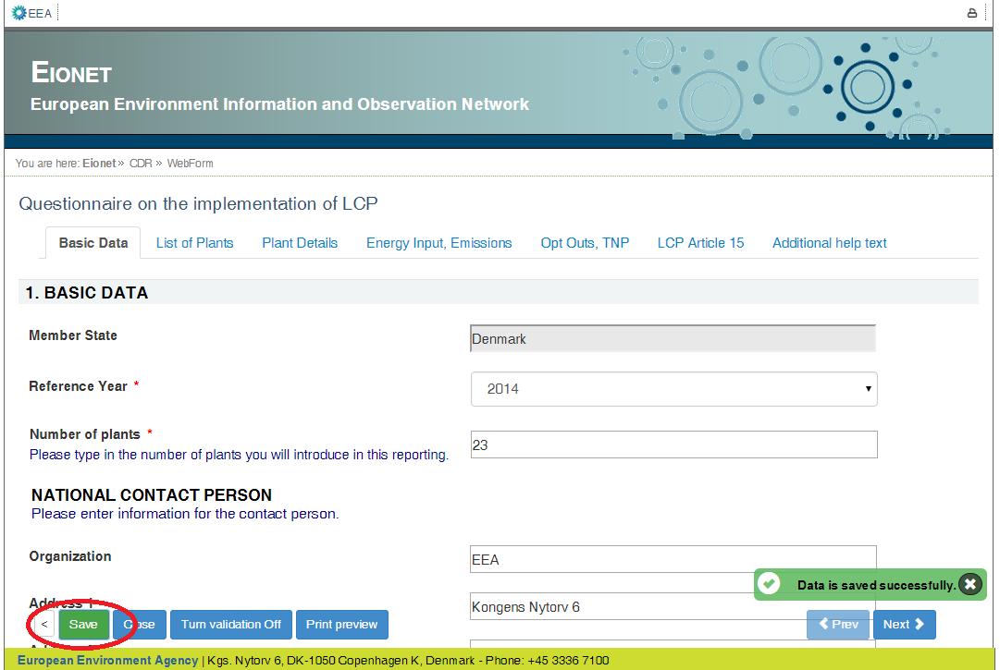 EEA
EIONET
European Environment Information and Observation Network
You are here: Eionet » CDR » WebForm
Questionnaire on the implementation of LCP
Basic Data List of Plants Plant Details Energy Input, Emissions Opt Outs, TNP LCP Article 15 Additional help text
1. BASIC DATA
Member State Denmark
Reference Year * 2014
Number of plants *
Please type in the number of plants you will introduce in this reporting. 23
NATIONAL CONTACT PERSON
Please enter information for the contact person.
Organization EEA
Data is saved successfully.
Address 1 Kongens Nytorv 6
< Save Close Turn validation Off Print preview Prev Next
European Environment Agency | Kgs. Nytorv 6, DK-1050 Copenhagen K, Denmark - Phone: +45 3336 7100